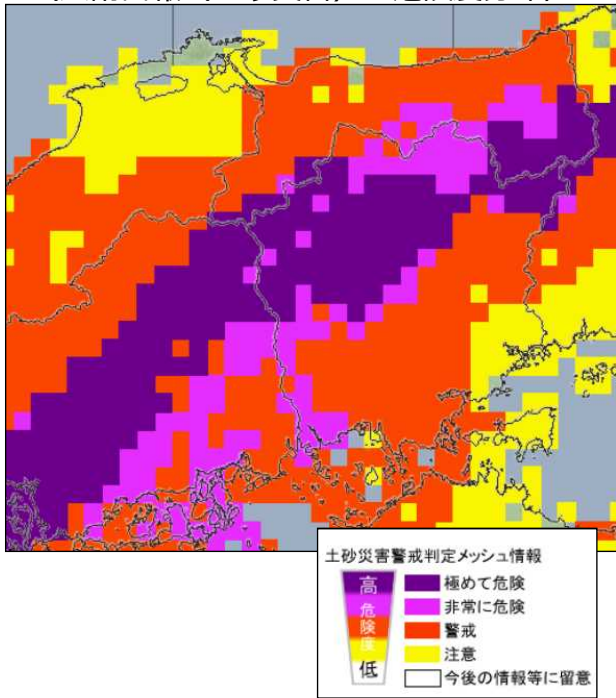 土砂災害警戒判定メッシュ情報
高
危険度
低
極めて危険
非常に危険
警戒
注意
今後の情報等に留意